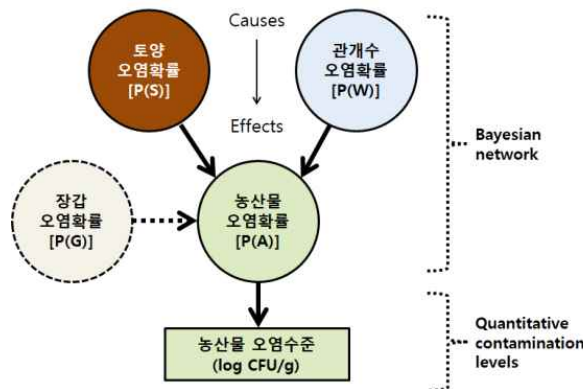 토양
오염확률
[P(S)]
Causes
Effects
관개수
오염확률
[P(W)]
장갑
오염확률
[P(G)]
농산물
오염확률
[P(A)]
Bayesian
network
농산물 오염수준
(log CFU/g)
Quantitative
contamination
levels